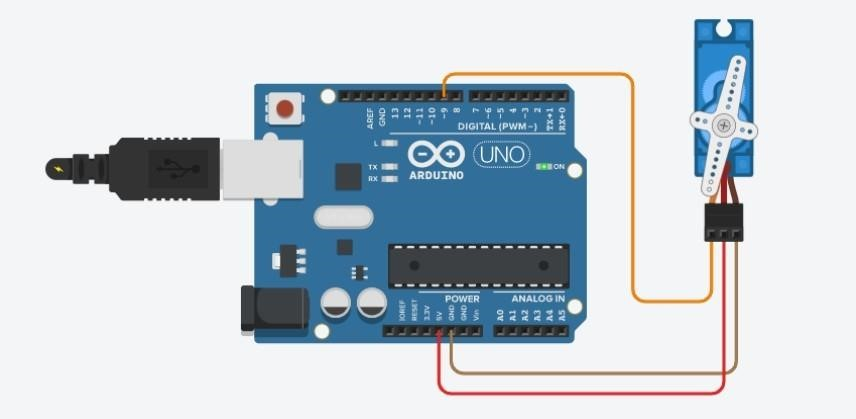 AREF
GND
13
12
~11
~10
~9
8
7
~6
~5
4
~3
2
TX→1
RX←0
DIGITAL (PWM~)
L
TX
RX
UNO
ARDUINO
ON
POWER
ANALOG IN
IOREF
RESET
3.3V
5V
GND
GND
Vin
A0
A1
A2
A3
A4
A5